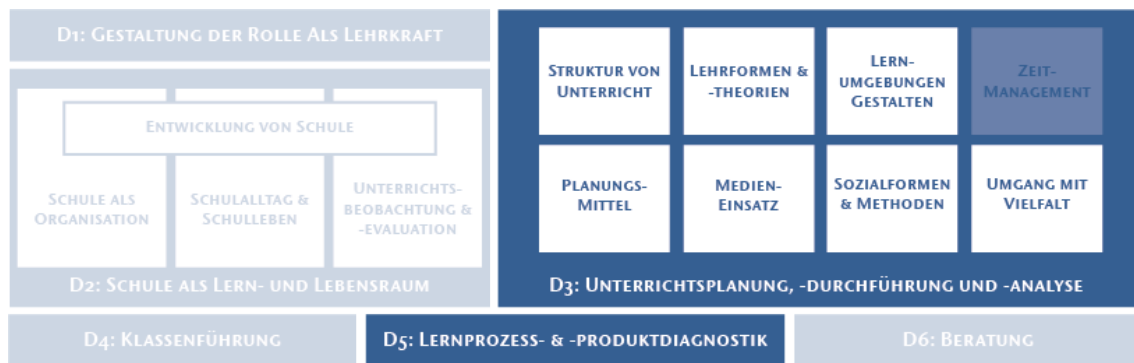 D1: Gestaltung der Rolle Als Lehrkraft
Entwicklung von Schule
Schule als
Organisation
Schulalltag &
Schulleben
Unterrichts-
beobachtung &
-evaluation
D2: Schule als Lern- und Lebensraum
Struktur von
Unterricht
Lehrformen &
-theorien
Lern-
umgebungen
Gestalten
Zeit-
Management
Planungs-
Mittel
Medien-
Einsatz
Sozialformen
& Methoden
Umgang mit
Vielfalt
D3: Unterrichtsplanung, -durchführung und -analyse
D4: Klassenführung
D5: Lernprozess- & -produktdiagnostik
D6: Beratung